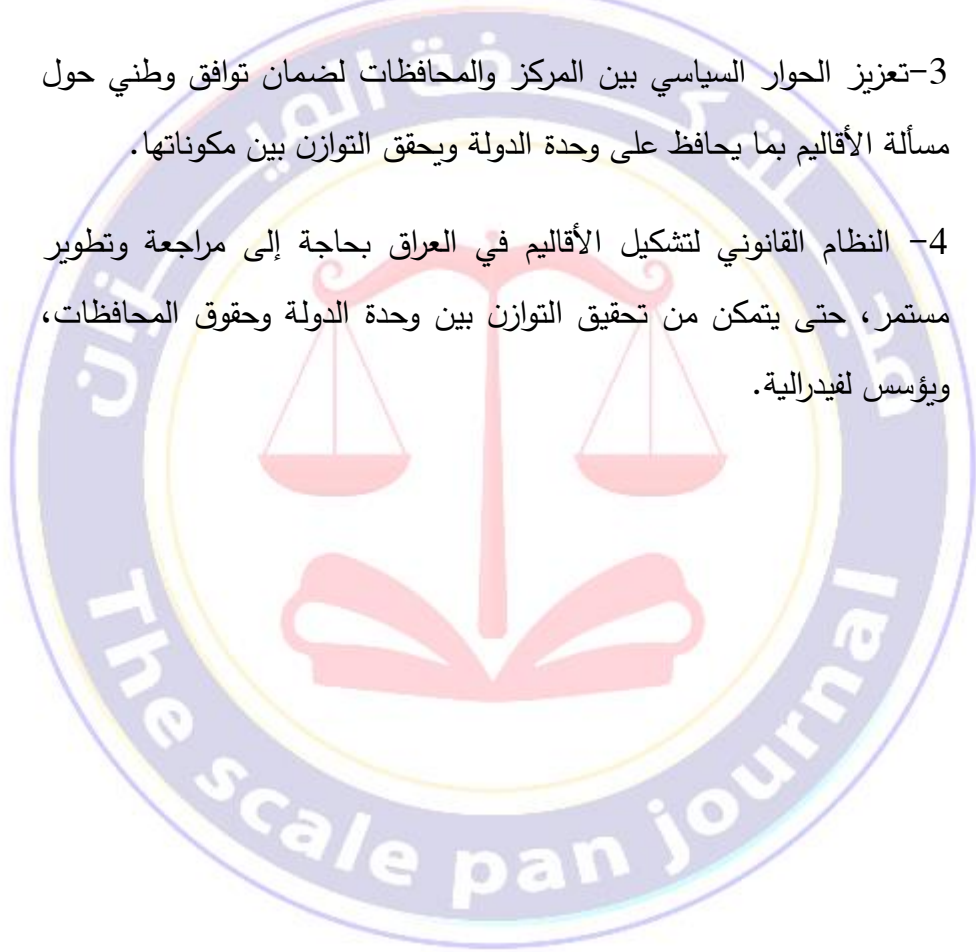 3-تعزيز الحوار السياسي بين المركز والمحافظات لضمان توافق وطني حول
مسألة الأقاليم بما يحافظ على وحدة الدولة ويحقق التوازن بين مكوناتها.
4- النظام القانوني لتشكيل الأقاليم في العراق بحاجة إلى مراجعة وتطوير
مستمر، حتى يتمكن من تحقيق التوازن بين وحدة الدولة وحقوق المحافظات،
ويؤسس لفيدرالية.
The scale pan journal